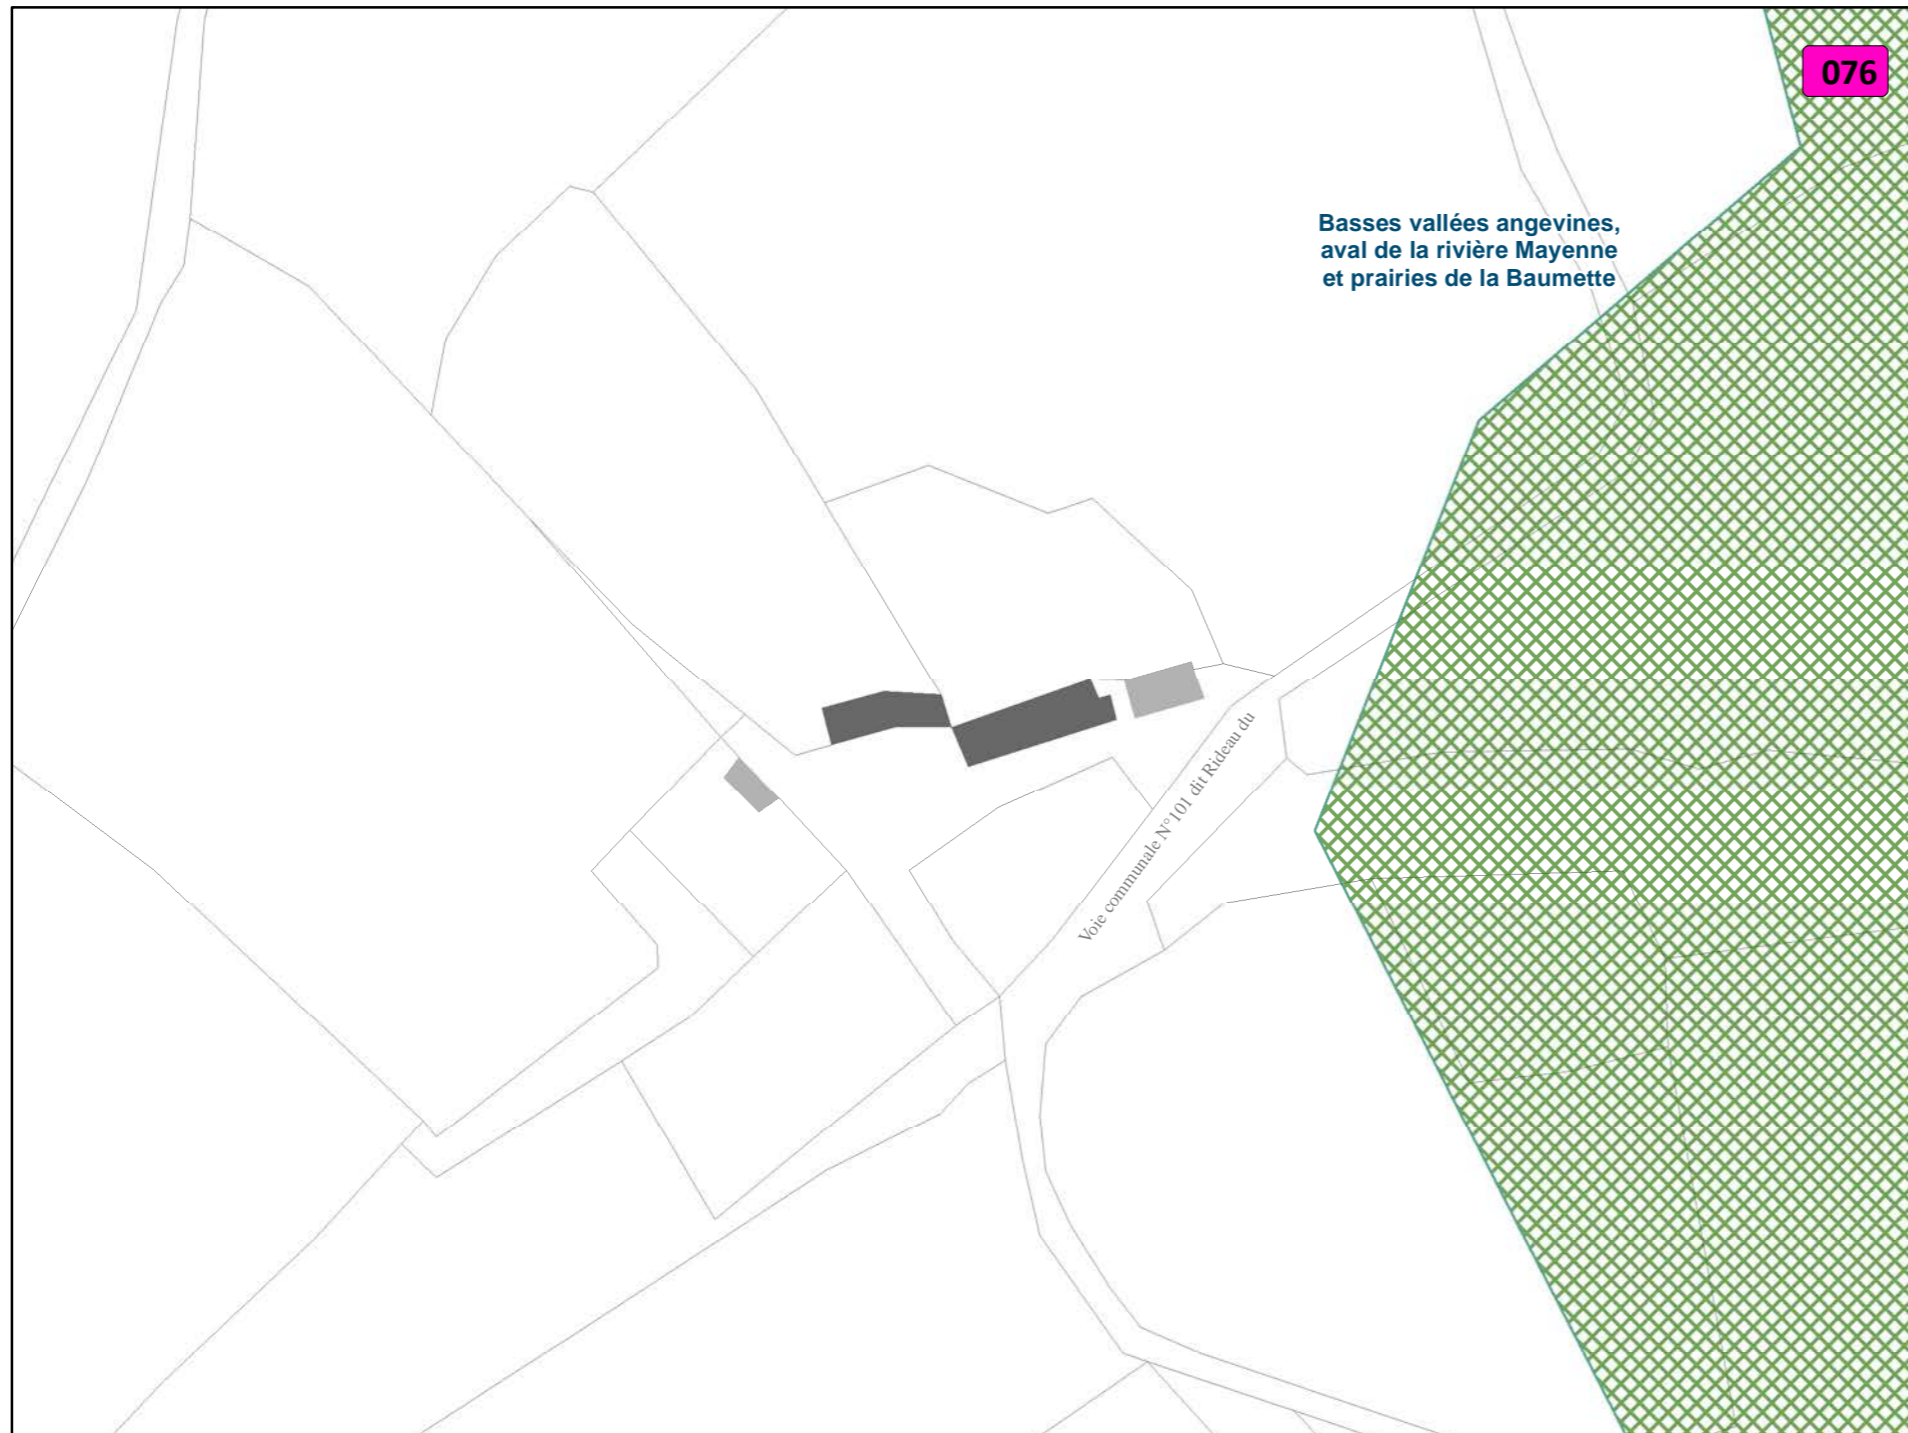 076
Basses vallées angevines,
aval de la rivière Mayenne
et prairies de la Baumette
Voie communale N°101 dit Rideau du